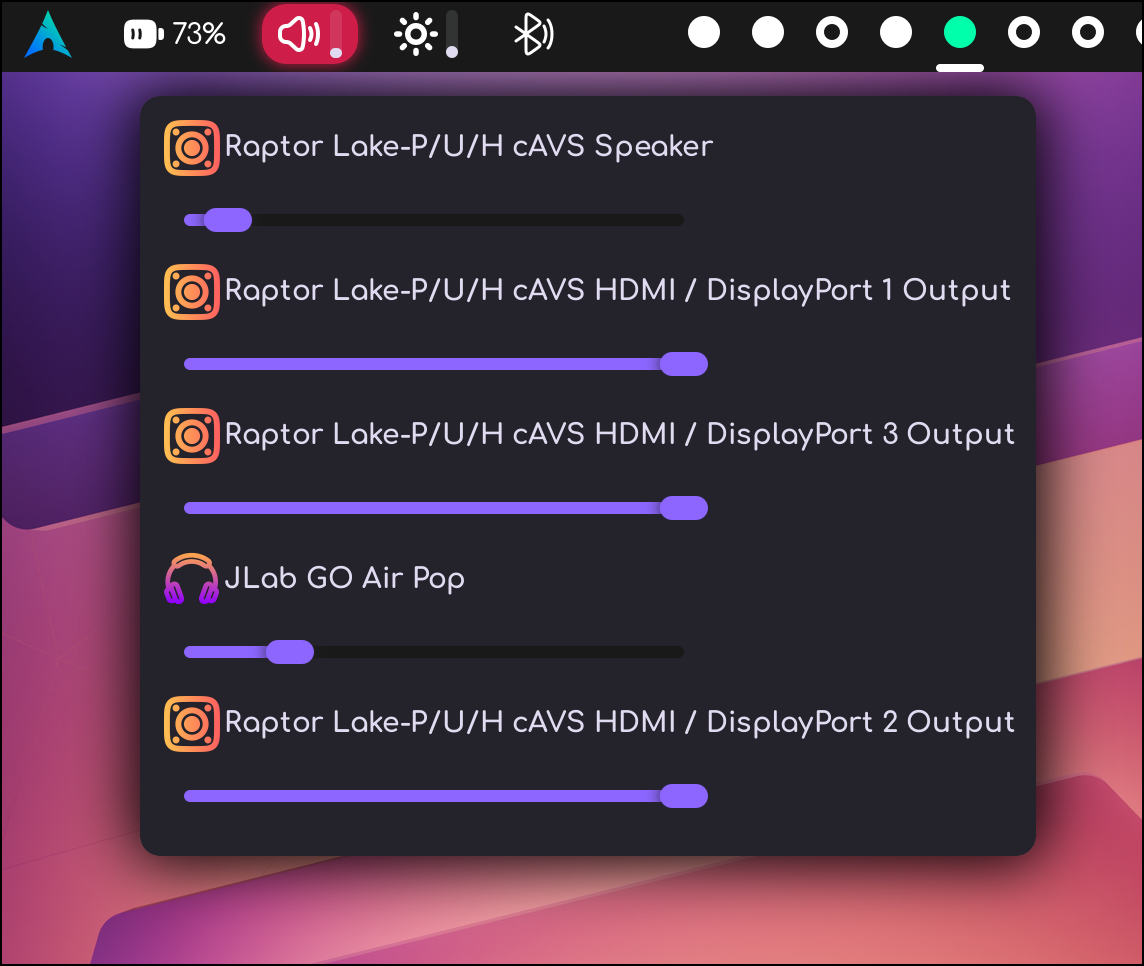 73%
Raptor Lake-P/U/H cAVS Speaker
Raptor Lake-P/U/H cAVS HDMI / DisplayPort 1 Output
Raptor Lake-P/U/H cAVS HDMI / DisplayPort 3 Output
JLab GO Air Pop
Raptor Lake-P/U/H cAVS HDMI / DisplayPort 2 Output